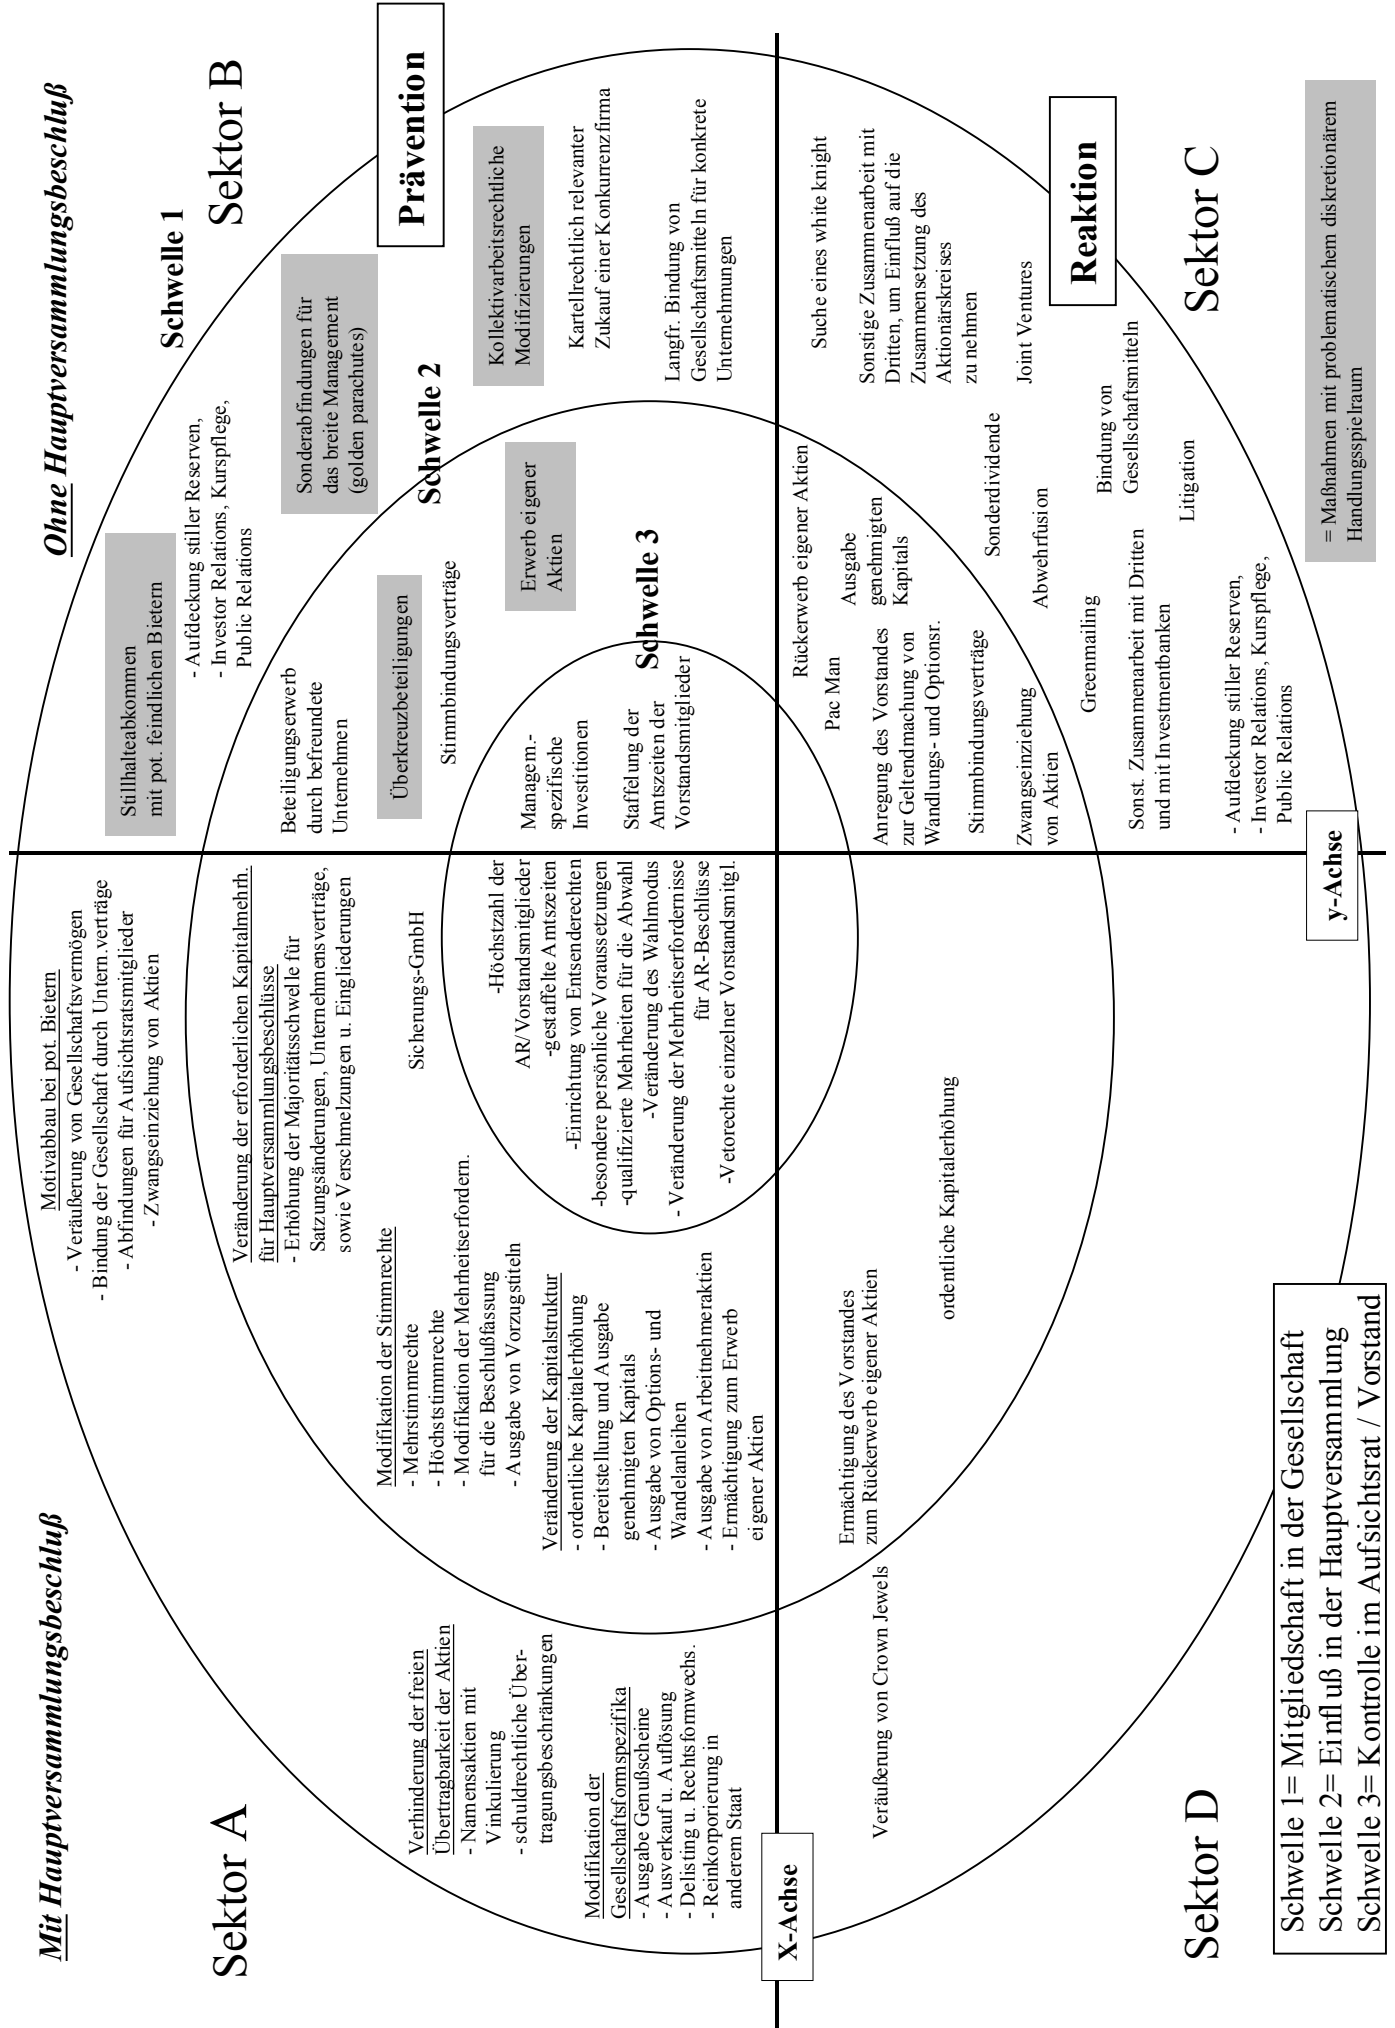 Mit Hauptversammlungsbeschluß
Ohne Hauptversammlungsbeschluß
Sektor A
Motivabbau bei pot. Bietern
- Veräußerung von Gesellschaftsvermögen
- Bindung der Gesellschaft durch Untern.verträge
- Abfindungen für Aufsichtsratsmitglieder
- Zwangseinziehung von Aktien
Veränderung der erforderlichen Kapitalmehrh.
für Hauptversammlungsbeschlüsse
- Erhöhung der Majoritätsschwelle für
Satzungsänderungen, Unternehmensverträge,
sowie Verschmelzungen u. Eingliederungen
Sicherungs-GmbH
Modifikation der Stimmrechte
- Mehrstimmrechte
- Höchststimmrechte
- Modifikation der Mehrheitserfordern.
für die Beschlußfassung
- Ausgabe von Vorzugstiteln
Verhinderung der freien
Übertragbarkeit der Aktien
- Namensaktien mit
Vinkulierung
- schuldrechtliche Über-
tragungsbeschränkungen
Veränderung der Kapitalstruktur
- ordentliche Kapitalerhöhung
- Bereitstellung und Ausgabe
genehmigten Kapitals
- Ausgabe von Options- und
Wandelanleihen
- Ausgabe von Arbeitnehmeraktien
- Ermächtigung zum Erwerb
eigener Aktien
Modifikation der
Gesellschaftsformspezifika
- Ausgabe Genußscheine
- Ausverkauf u. Auflösung
- Delisting u. Rechtsformwechs.
- Reinkorporierung in
anderem Staat
-Höchstzahl der
AR/Vorstandsmitglieder
-gestaffelte Amtszeiten
-Einrichtung von Entsenderechten
-besondere persönliche Voraussetzungen
-qualifizierte Mehrheiten für die Abwahl
-Veränderung des Wahlmodus
- Veränderung der Mehrheitserfordernisse
für AR-Beschlüsse
-Vetorechte einzelner Vorstandsmitgl.
Sektor B
Schwelle 1
Stillhalteabkommen
mit pot. feindlichen Bietern
- Aufdeckung stiller Reserven,
- Investor Relations, Kurspflege,
Public Relations
Beteiligungserwerb
durch befreundete
Unternehmen
Sonderabfindungen für
das breite Management
(golden parachutes)
Prävention
Schwelle 2
Überkreuzbeteiligungen
Stimmbindungsverträge
Kollektivarbeitsrechtliche
Modifizierungen
Erwerb eigener
Aktien
Kartellrechtlich relevanter
Zukauf einer Konkurrenzfirma
Managem.-
spezifische
Investitionen
Schwelle 3
Langfr. Bindung von
Gesellschaftsmitteln für konkrete
Unternehmungen
Staffelung der
Amtszeiten der
Vorstandsmitglieder
X-Achse
Ermächtigung des Vorstandes
zum Rückerwerb eigener Aktien
Veräußerung von Crown Jewels
ordentliche Kapitalerhöhung
Sektor D
Rückerwerb eigener Aktien
Suche eines white knight
Pac Man
Ausgabe
genehmigten
Kapitals
Sonstige Zusammenarbeit mit
Dritten, um Einfluß auf die
Zusammensetzung des
Aktionärskreises
zu nehmen
Anregung des Vorstandes
zur Geltendmachung von
Wandlungs- und Optionsr.
Stimmbindungsverträge
Sonderdividende
Joint Ventures
Zwangseinziehung
von Aktien
Abwehrfusion
Reaktion
Greenmailing
Bindung von
Gesellschaftsmitteln
Sonst. Zusammenarbeit mit Dritten
und mit Investmentbanken
Litigation
Sektor C
- Aufdeckung stiller Reserven,
- Investor Relations, Kurspflege,
Public Relations
y-Achse
Schwelle 1= Mitgliedschaft in der Gesellschaft
Schwelle 2= Einfluß in der Hauptversammlung
Schwelle 3= Kontrolle im Aufsichtsrat / Vorstand
= Maßnahmen mit problematischem diskretionärem
Handlungsspielraum